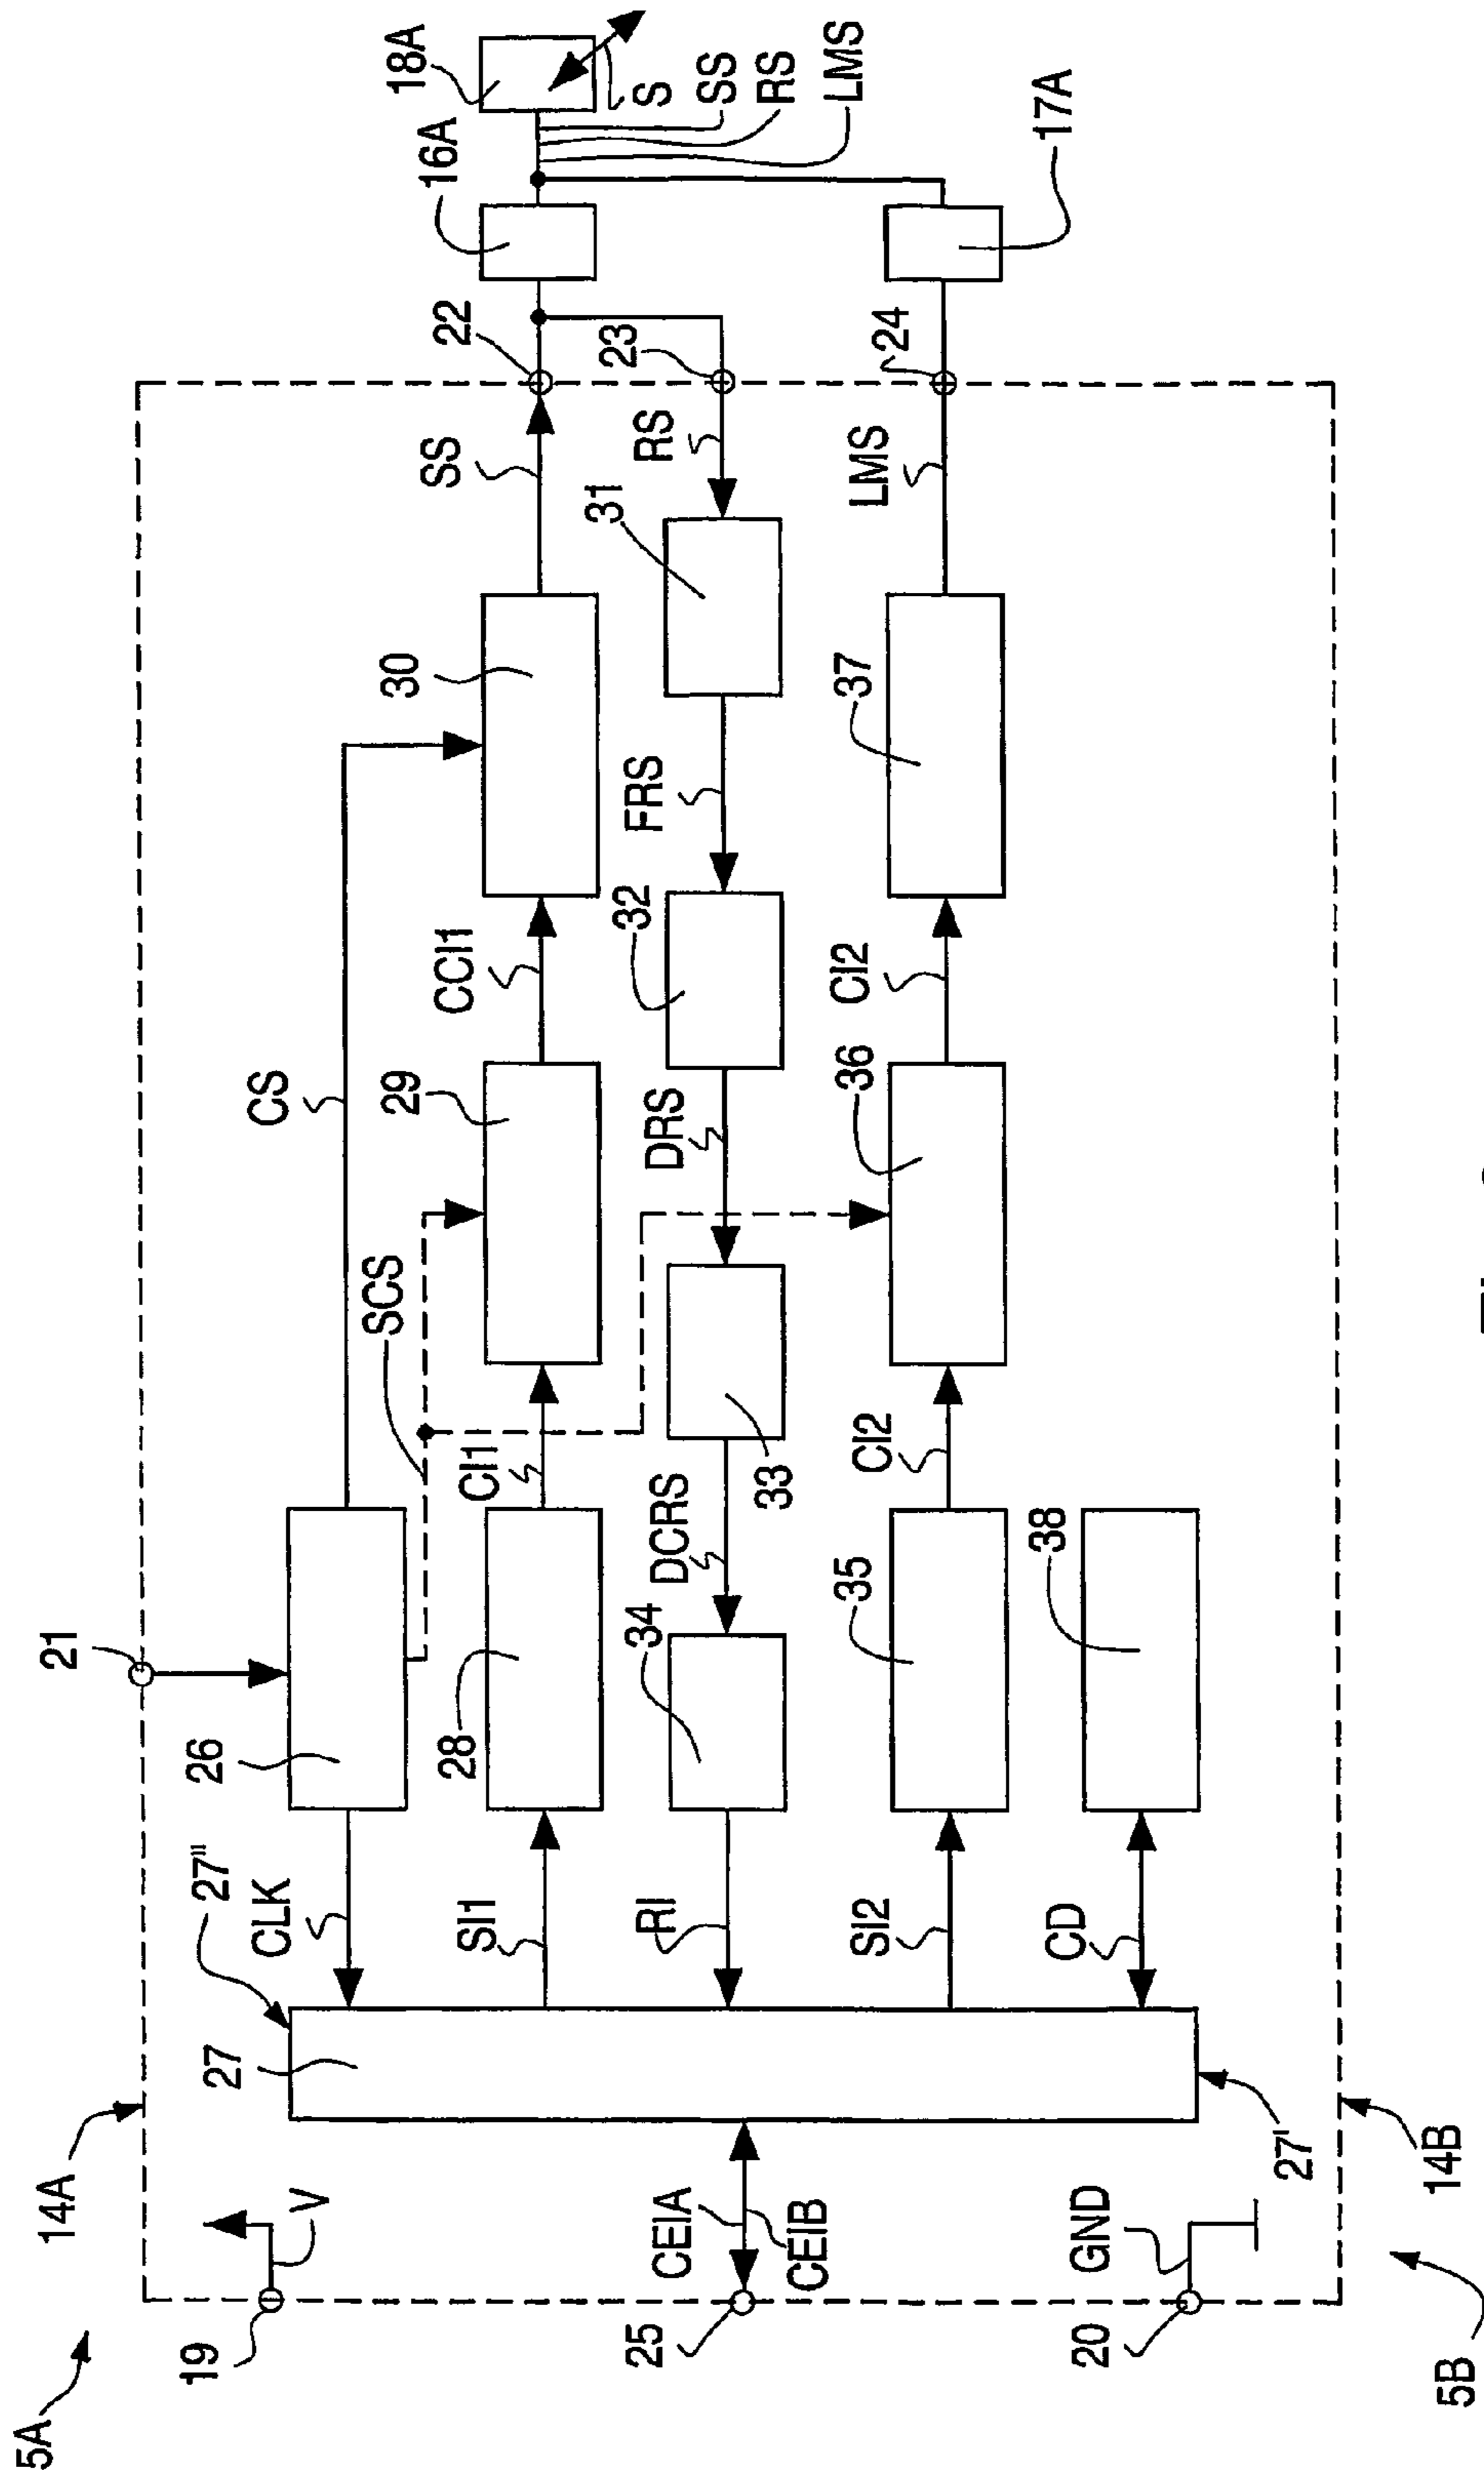 5A
14A
21
19
V
27
27"
CLK
26
CS
SCS
SI1
28
CI1
29
CCI1
30
SS
22
16A
18A
S
SS
RS
LMS
25
CEIA
CEIB
RI
34
DCRS
33
DRS
32
FRS
31
RS
23
SI2
35
CI2
36
CI2
37
LMS
24
17A
20
GND
27'
CD
38
14B
5B